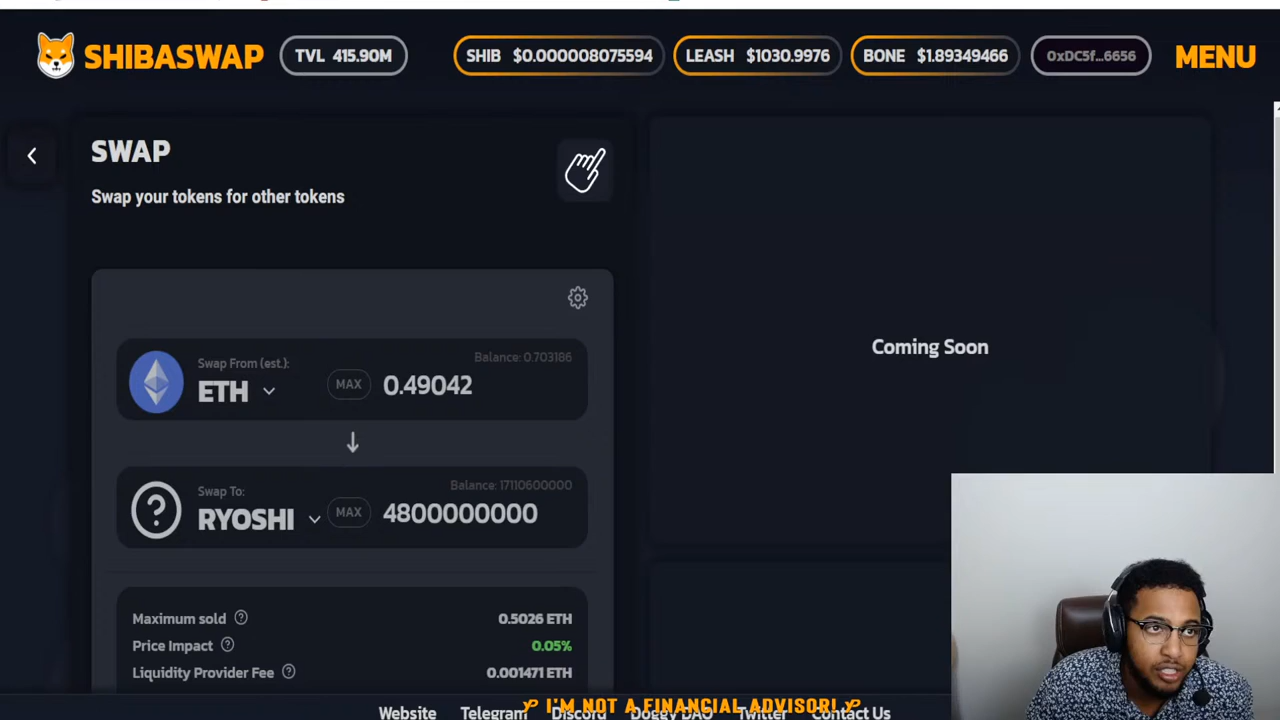 SHIBASWAP
TVL 415.90M
SHIB $0.000008075594
LEASH $1030.9976
BONE $1.89349466
0xDC5f...6656
MENU
SWAP
Swap your tokens for other tokens
Coming Soon
Swap From (est.):
Balance: 0.703186
ETH
MAX
0.49042
Swap To:
Balance: 17110600000
RYOSHI
MAX
4800000000
Maximum sold
0.5026 ETH
Price Impact
0.05%
Liquidity Provider Fee
0.001471 ETH
I'M NOT A FINANCIAL ADVISOR!
Website
Telegram
Discord
Doggy DAO
Twitter
Contact Us